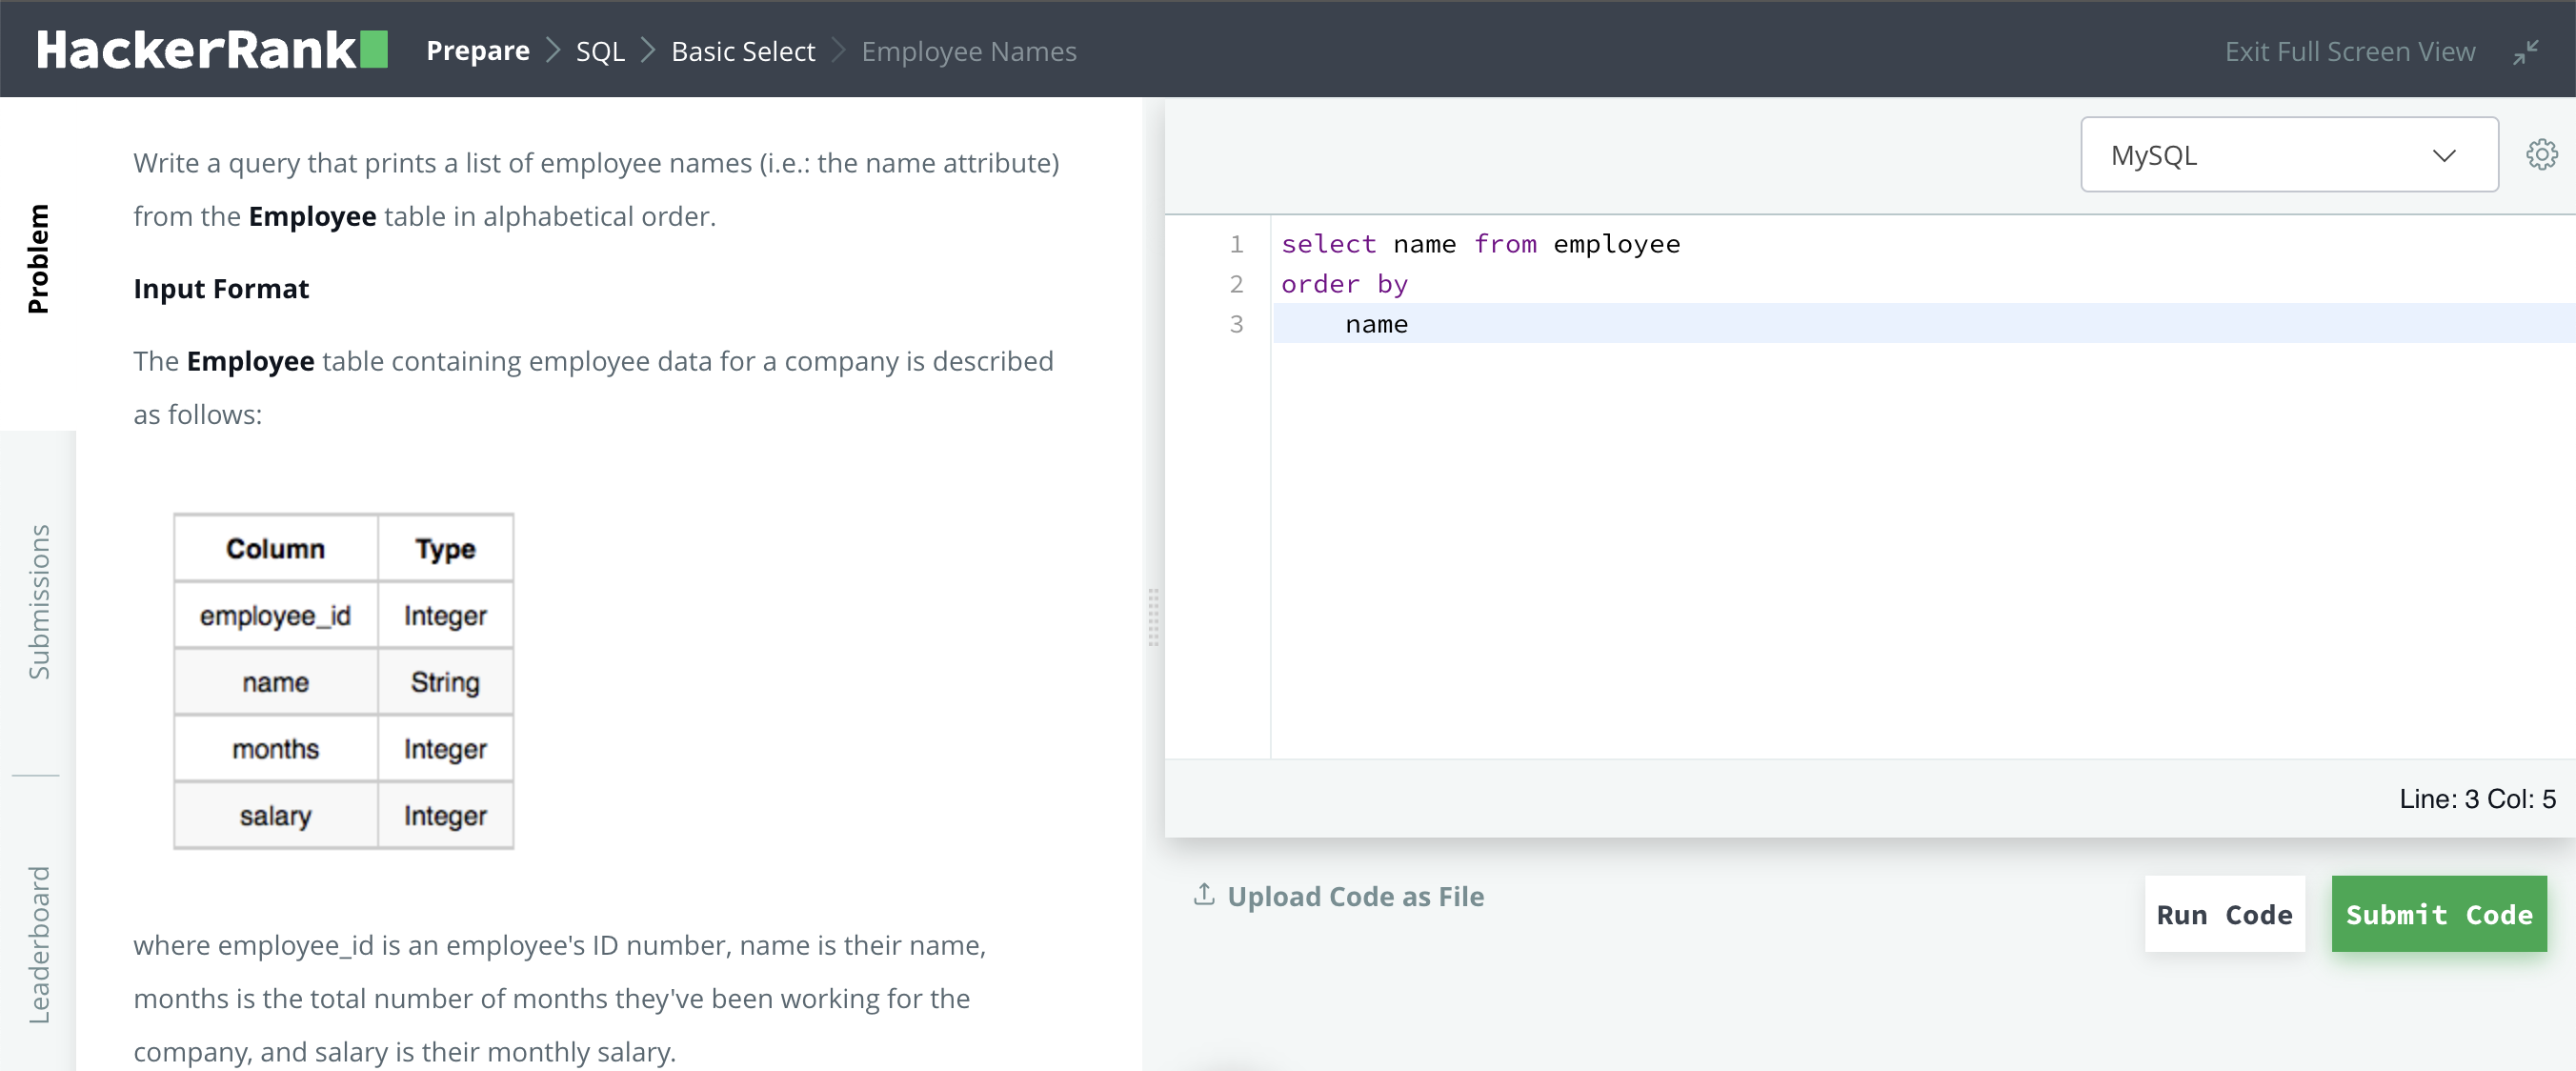 HackerRank Prepare > SQL > Basic Select > Employee Names Exit Full Screen View
Problem
Submissions
Leaderboard
Write a query that prints a list of employee names (i.e.: the name attribute)
from the Employee table in alphabetical order.
Input Format
The Employee table containing employee data for a company is described
as follows:
Column Type
employee_id Integer
name String
months Integer
salary Integer
where employee_id is an employee's ID number, name is their name,
months is the total number of months they've been working for the
company, and salary is their monthly salary.
MySQL
1 select name from employee
2 order by
3     name
Line: 3 Col: 5
Upload Code as File
Run Code
Submit Code